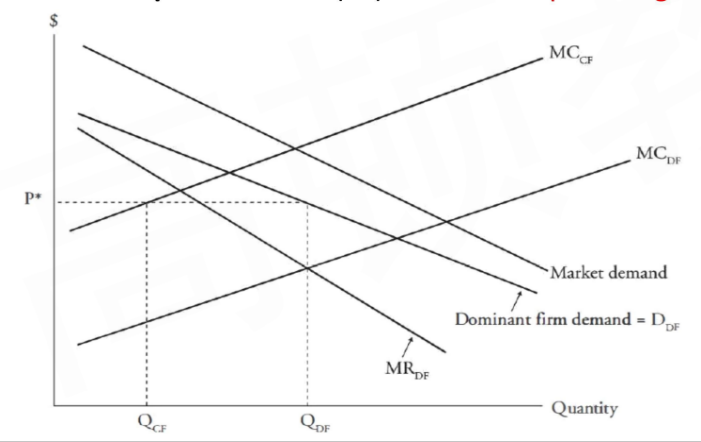 $
MC_CF
MC_DF
P*
Market demand
Dominant firm demand = D_DF
MR_DF
Quantity
Q_CF
Q_DF